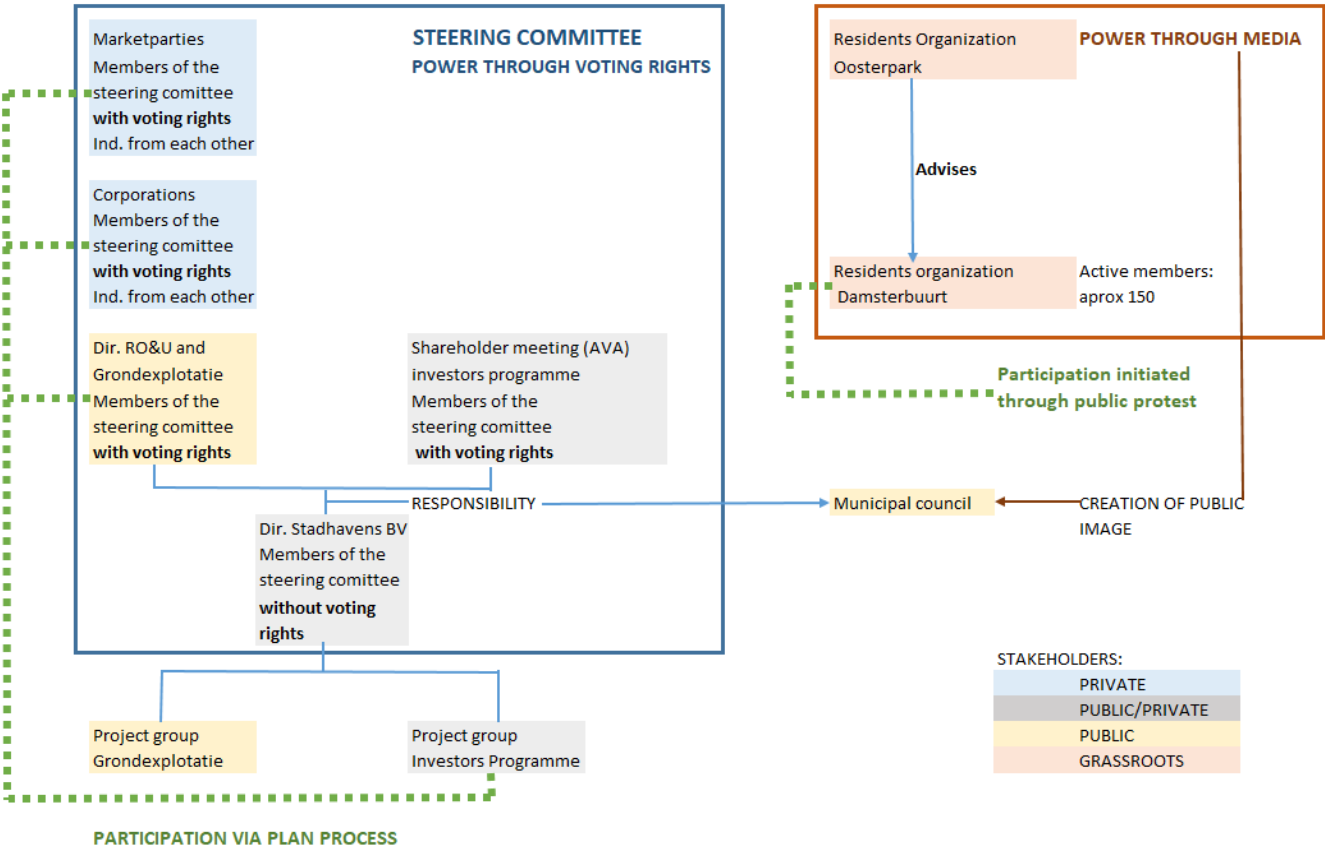 STEERING COMMITTEE
POWER THROUGH VOTING RIGHTS
Marketparties
Members of the
steering comittee
with voting rights
Ind. from each other
Corporations
Members of the
steering comittee
with voting rights
Ind. from each other
Dir. RO&U and
Grondexplotatie
Members of the
steering comittee
with voting rights
Shareholder meeting (AVA)
investors programme
Members of the
steering comittee
with voting rights
RESPONSIBILITY
Dir. Stadhavens BV
Members of the
steering comittee
without voting
rights
Project group
Grondexplotatie
Project group
Investors Programme
PARTICIPATION VIA PLAN PROCESS
Residents Organization
Oosterpark
POWER THROUGH MEDIA
Advises
Residents organization
Damsterbuurt
Active members:
aprox 150
Participation initiated
through public protest
Municipal council
CREATION OF PUBLIC
IMAGE
STAKEHOLDERS:
PRIVATE
PUBLIC/PRIVATE
PUBLIC
GRASSROOTS